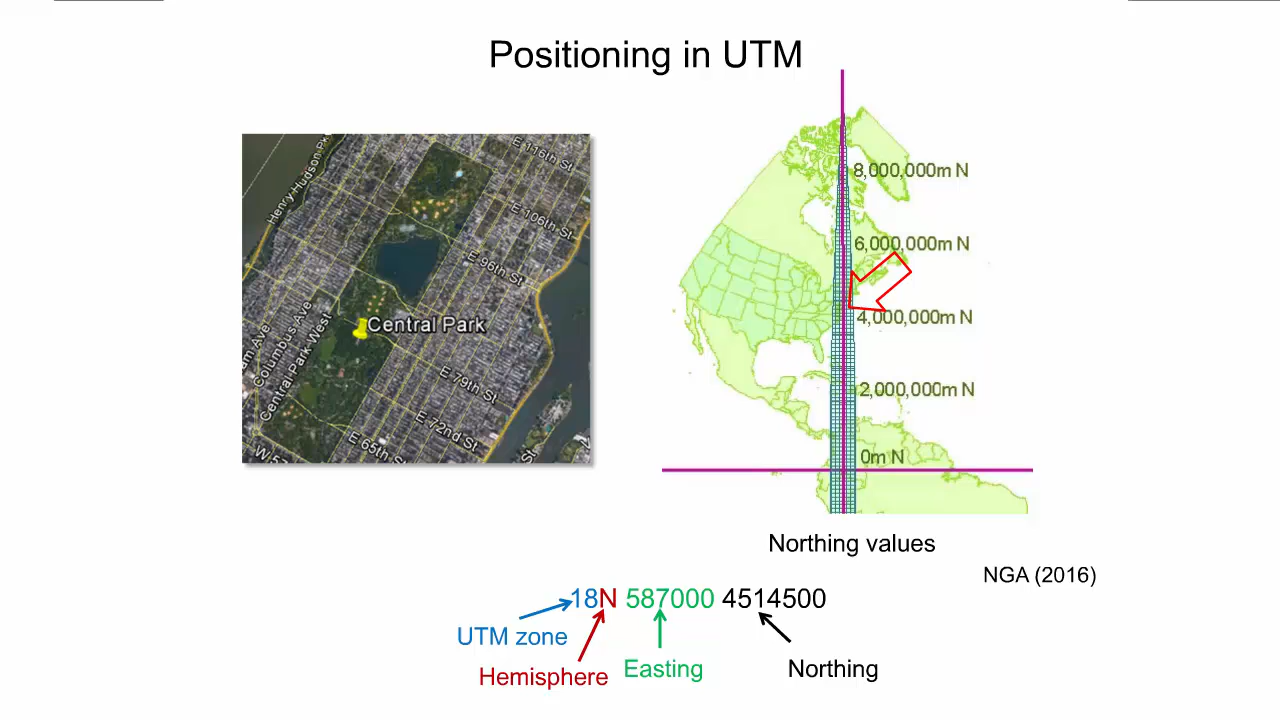 Positioning in UTM
Henry Hudson Pk
E 116th St
E 106th St
E 96th St
Central Park
Columbus Ave
Central Park West
E 79th St
E 72nd St
E 65th St
8,000,000m N
6,000,000m N
4,000,000m N
2,000,000m N
0m N
Northing values
NGA (2016)
18N 587000 4514500
UTM zone
Hemisphere
Easting
Northing